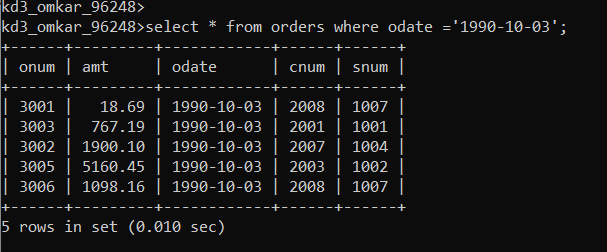 kd3_omkar_96248>
kd3_omkar_96248>select * from orders where odate ='1990-10-03';
+------+---------+------------+------+------+
| onum | amt     | odate      | cnum | snum |
+------+---------+------------+------+------+
| 3001 |   18.69 | 1990-10-03 | 2008 | 1007 |
| 3003 |  767.19 | 1990-10-03 | 2001 | 1001 |
| 3002 | 1900.10 | 1990-10-03 | 2007 | 1004 |
| 3005 | 5160.45 | 1990-10-03 | 2003 | 1002 |
| 3006 | 1098.16 | 1990-10-03 | 2008 | 1007 |
+------+---------+------------+------+------+
5 rows in set (0.010 sec)